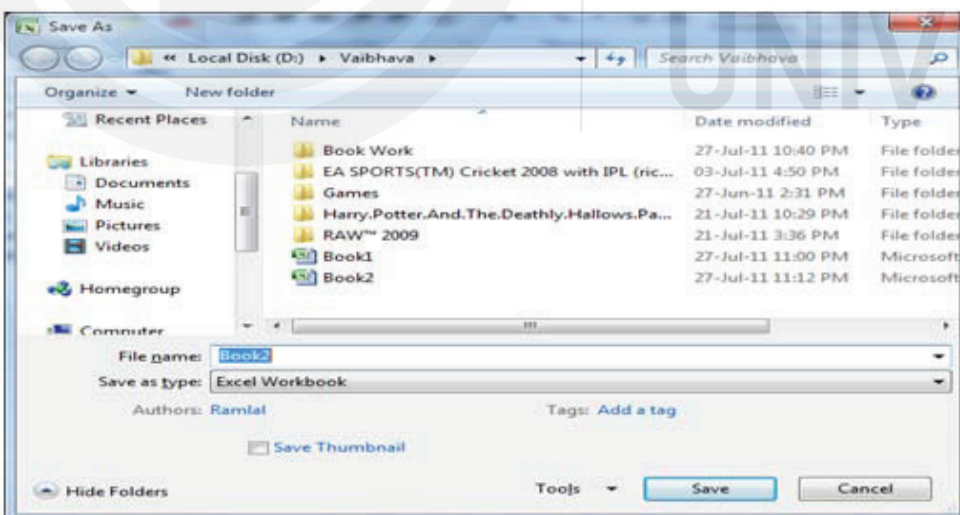 Save As
UNIV
« Local Disk (D:) ▸ Vaibhava ▸ Search Vaibhava
Organize New folder
Recent Places
Libraries
Documents
Music
Pictures
Videos
Homegroup
Computer
Name Date modified Type
Book Work 27-Jul-11 10:40 PM File folder
EA SPORTS(TM) Cricket 2008 with IPL (ric... 03-Jul-11 4:50 PM File folder
Games 27-Jun-11 2:31 PM File folder
Harry.Potter.And.The.Deathly.Hallows.Pa... 21-Jul-11 10:29 PM File folder
RAW™ 2009 21-Jul-11 3:36 PM File folder
Book1 27-Jul-11 11:00 PM Microsoft
Book2 27-Jul-11 11:12 PM Microsoft
File name: Book2
Save as type: Excel Workbook
Authors: Ramlal Tags: Add a tag
Save Thumbnail
Hide Folders Tools Save Cancel